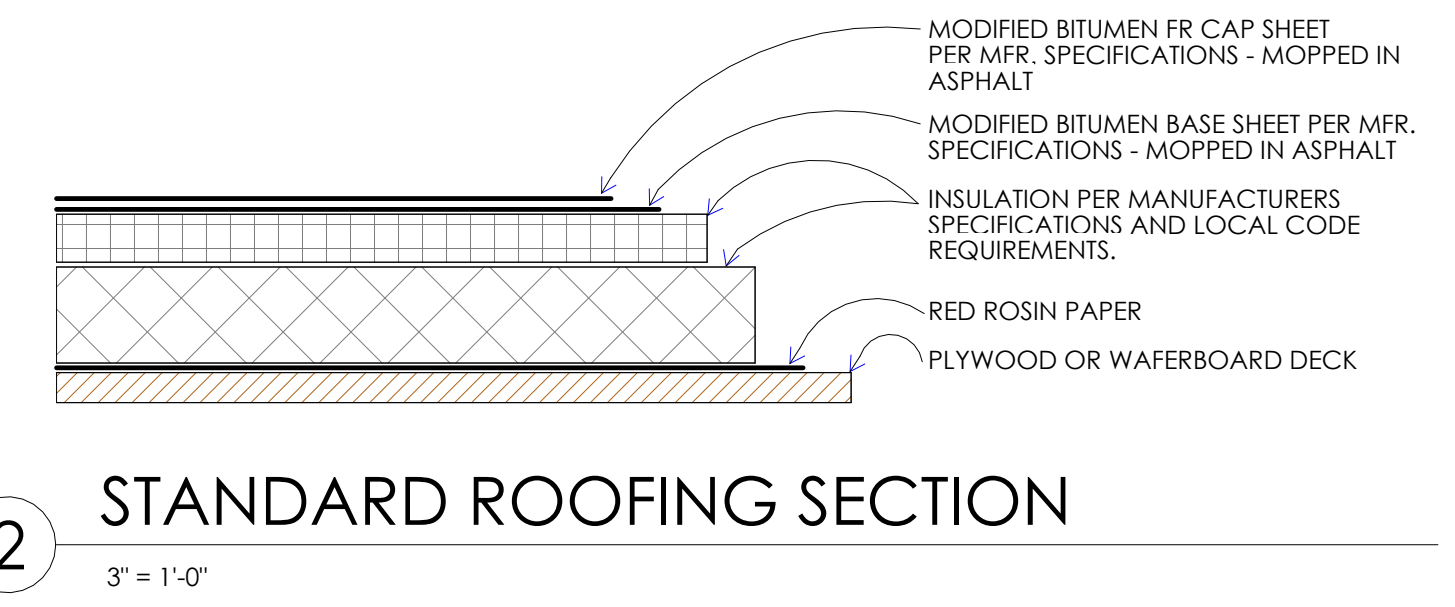 MODIFIED BITUMEN FR CAP SHEET
PER MFR. SPECIFICATIONS - MOPPED IN
ASPHALT
MODIFIED BITUMEN BASE SHEET PER MFR.
SPECIFICATIONS - MOPPED IN ASPHALT
INSULATION PER MANUFACTURERS
SPECIFICATIONS AND LOCAL CODE
REQUIREMENTS.
RED ROSIN PAPER
PLYWOOD OR WAFERBOARD DECK
STANDARD ROOFING SECTION
2
3" = 1'-0"